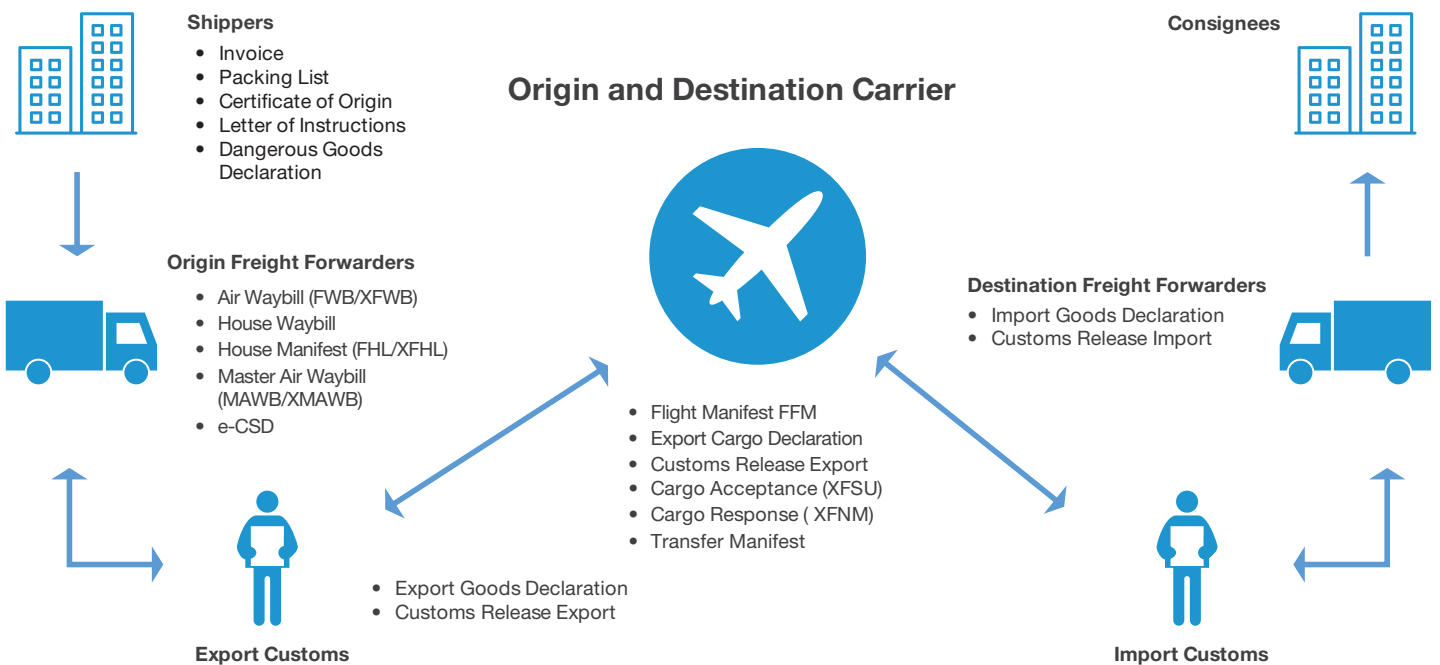 Shippers
• Invoice
• Packing List
• Certificate of Origin
• Letter of Instructions
• Dangerous Goods
Declaration
Origin and Destination Carrier
Consignees
Origin Freight Forwarders
• Air Waybill (FWB/XFWB)
• House Waybill
• House Manifest (FHL/XFHL)
• Master Air Waybill
(MAWB/XMAWB)
• e-CSD
Destination Freight Forwarders
• Import Goods Declaration
• Customs Release Import
• Flight Manifest FFM
• Export Cargo Declaration
• Customs Release Export
• Cargo Acceptance (XFSU)
• Cargo Response ( XFNM)
• Transfer Manifest
• Export Goods Declaration
• Customs Release Export
Export Customs
Import Customs